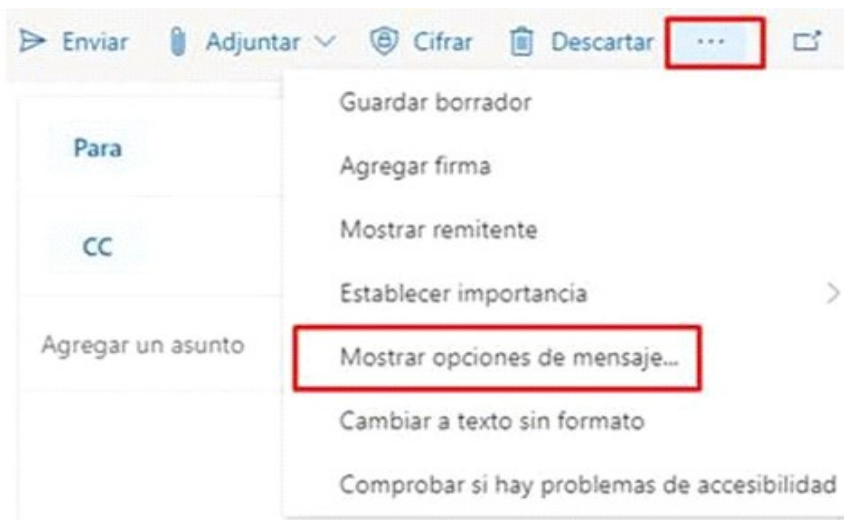 Enviar Adjuntar Cifrar Descartar ...
Guardar borrador
Para
Agregar firma
Mostrar remitente
CC
Establecer importancia
Agregar un asunto
Mostrar opciones de mensaje...
Cambiar a texto sin formato
Comprobar si hay problemas de accesibilidad